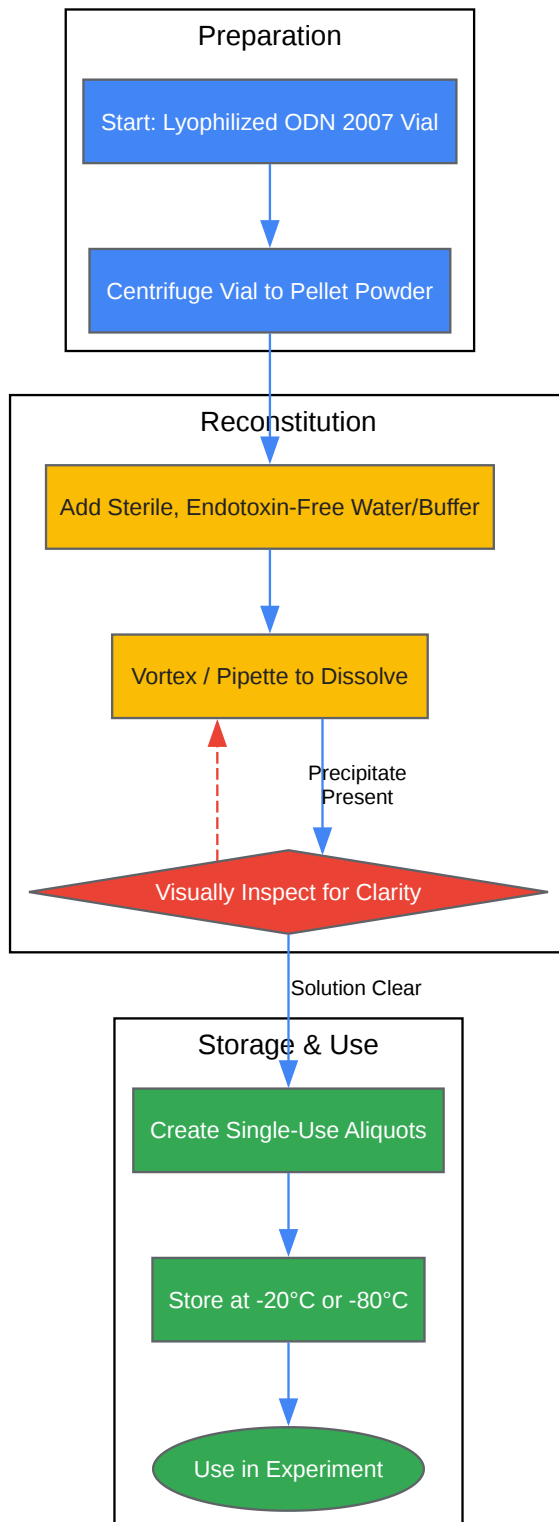 Preparation
Start: Lyophilized ODN 2007 Vial
Centrifuge Vial to Pellet Powder
Reconstitution
Add Sterile, Endotoxin-Free Water/Buffer
Vortex / Pipette to Dissolve
Precipitate
Present
Visually Inspect for Clarity
Solution Clear
Storage & Use
Create Single-Use Aliquots
Store at -20°C or -80°C
Use in Experiment